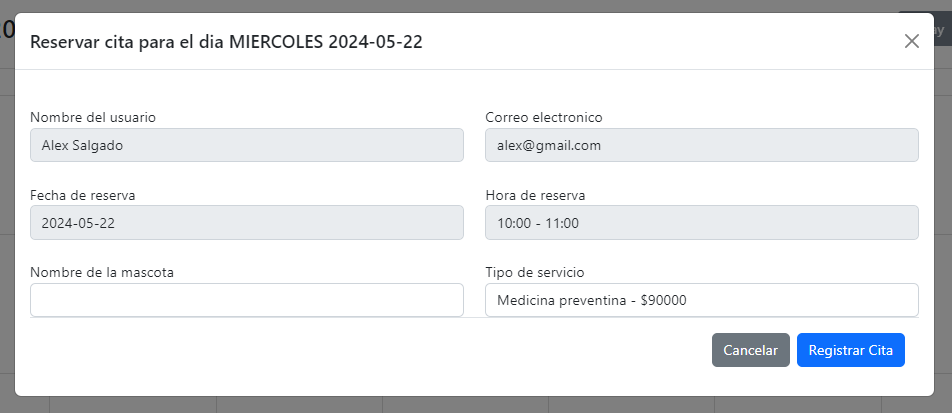 Reservar cita para el dia MIERCOLES 2024-05-22
Nombre del usuario
Correo electronico
Alex Salgado
alex@gmail.com
Fecha de reserva
Hora de reserva
2024-05-22
10:00 - 11:00
Nombre de la mascota
Tipo de servicio
Medicina preventina - $90000
Cancelar
Registrar Cita